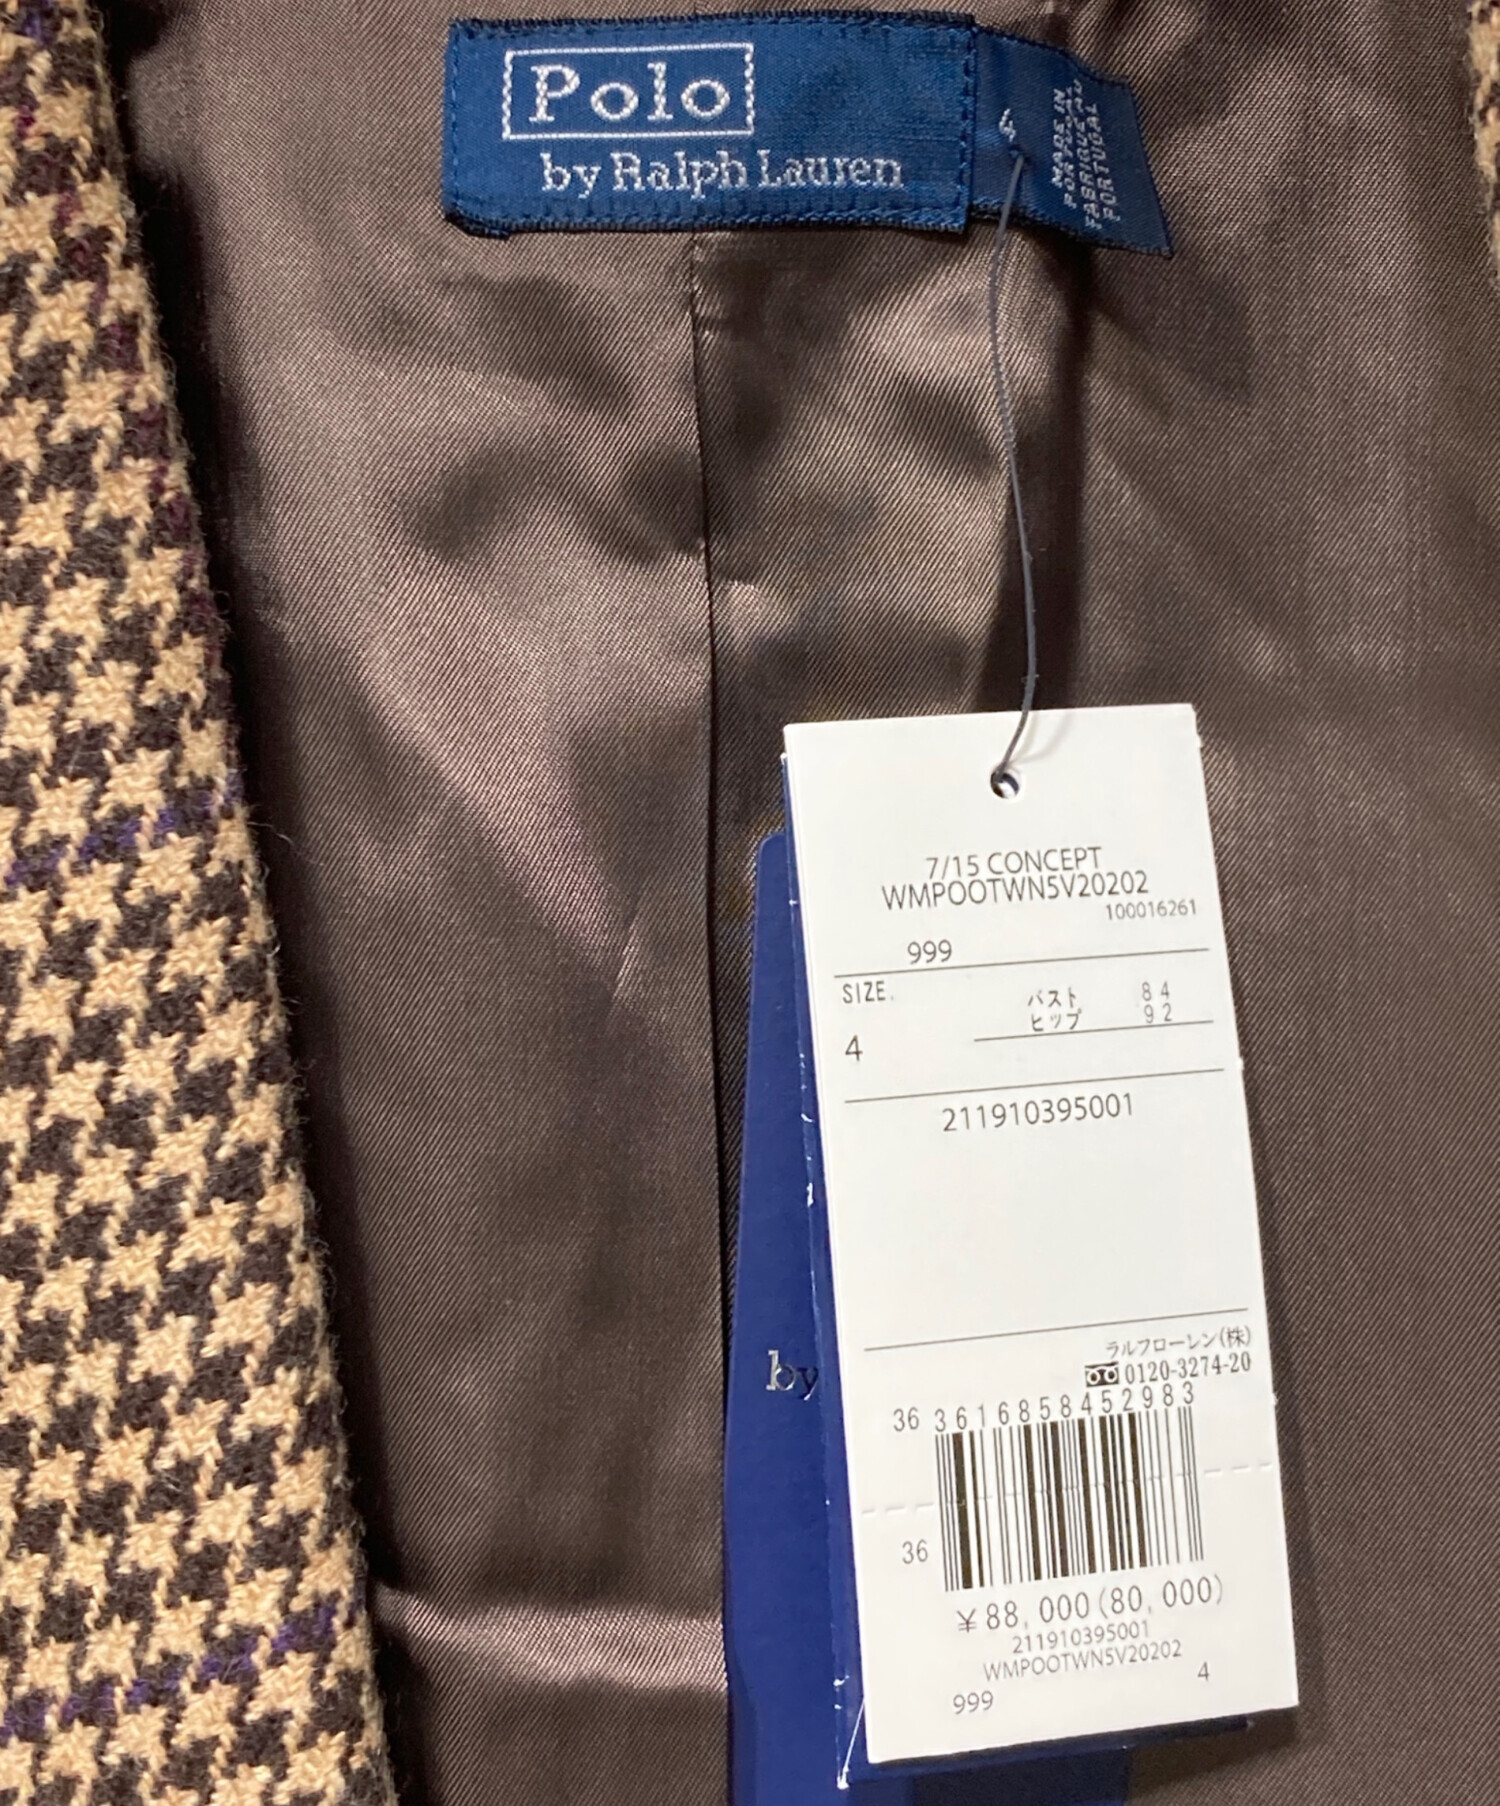 Polo
by Ralph Lauren
4
MADE IN
PORTUGAL
FABRIQUE AU
PORTUGAL
7/15 CONCEPT
WMPOOTWN5V20202
100016261
999
SIZE.
バスト 84
ヒップ 92
4
211910395001
ラルフローレン(株)
0120-3274-20
by
36 3616858452983
36
¥88,000(80,000)
211910395001
WMPOOTWN5V20202
4
999